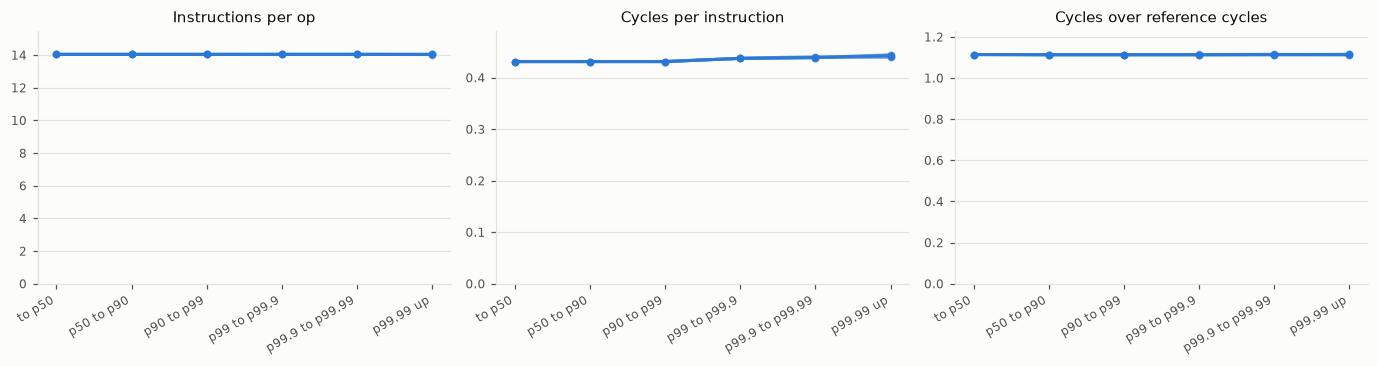 Instructions per op
14
12
10
8
6
4
2
0
to p50
p50 to p90
p90 to p99
p99 to p99.9
p99.9 to p99.99
p99.99 up
Cycles per instruction
0.4
0.3
0.2
0.1
0.0
to p50
p50 to p90
p90 to p99
p99 to p99.9
p99.9 to p99.99
p99.99 up
Cycles over reference cycles
1.2
1.0
0.8
0.6
0.4
0.2
0.0
to p50
p50 to p90
p90 to p99
p99 to p99.9
p99.9 to p99.99
p99.99 up